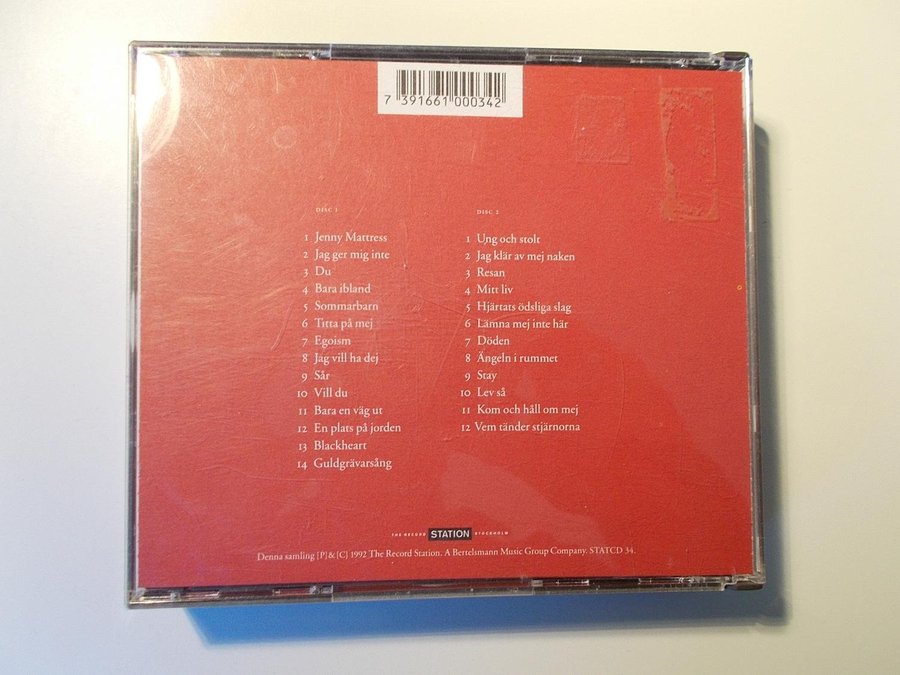 7 391661 000342
DISC 1
1 Jenny Mattress
2 Jag ger mig inte
3 Du
4 Bara ibland
5 Sommarbarn
6 Titta på mej
7 Egoism
8 Jag vill ha dej
9 Sår
10 Vill du
11 Bara en väg ut
12 En plats på jorden
13 Blackheart
14 Guldgrävarsång
DISC 2
1 Ung och stolt
2 Jag klär av mej naken
3 Resan
4 Mitt liv
5 Hjärtats ödsliga slag
6 Lämna mej inte här
7 Döden
8 Ängeln i rummet
9 Stay
10 Lev så
11 Kom och håll om mej
12 Vem tänder stjärnorna
THE RECORD STATION STOCKHOLM
Denna samling [P]&[C] 1992 The Record Station. A Bertelsmann Music Group Company. STATCD 34.